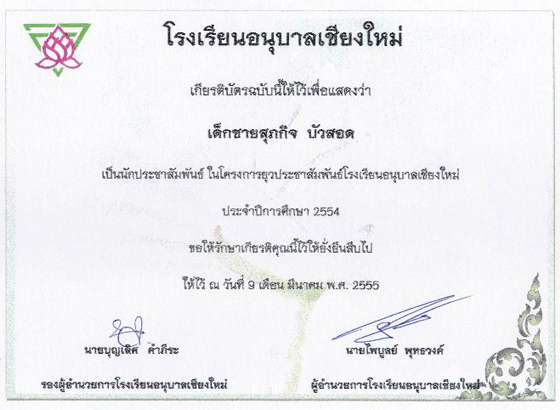 โรงเรียนอนุบาลเชียงใหม่
เกียรติบัตรฉบับนี้ให้ไว้เพื่อแสดงว่า
เด็กชายสุภกิจ บัวสอด
เป็นนักประชาสัมพันธ์ ในโครงการยุวประชาสัมพันธ์โรงเรียนอนุบาลเชียงใหม่
ประจำปีการศึกษา 2554
ขอให้รักษาเกียรติคุณนี้ไว้ให้ยั่งยืนสืบไป
ให้ไว้ ณ วันที่ 9 เดือน มีนาคม พ.ศ. 2555
นายบุญเลิศ คำภีระ
นายไพบูลย์ พุทธวงค์
รองผู้อำนวยการโรงเรียนอนุบาลเชียงใหม่
ผู้อำนวยการโรงเรียนอนุบาลเชียงใหม่